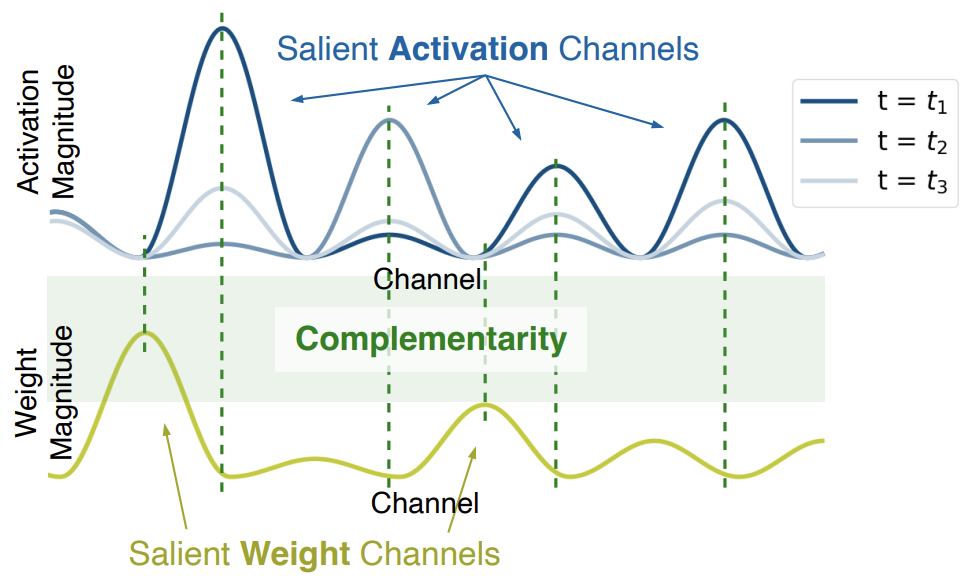 Salient Activation Channels
Activation
Magnitude
t = t₁
t = t₂
t = t₃
Channel
Complementarity
Weight
Magnitude
Channel
Salient Weight Channels